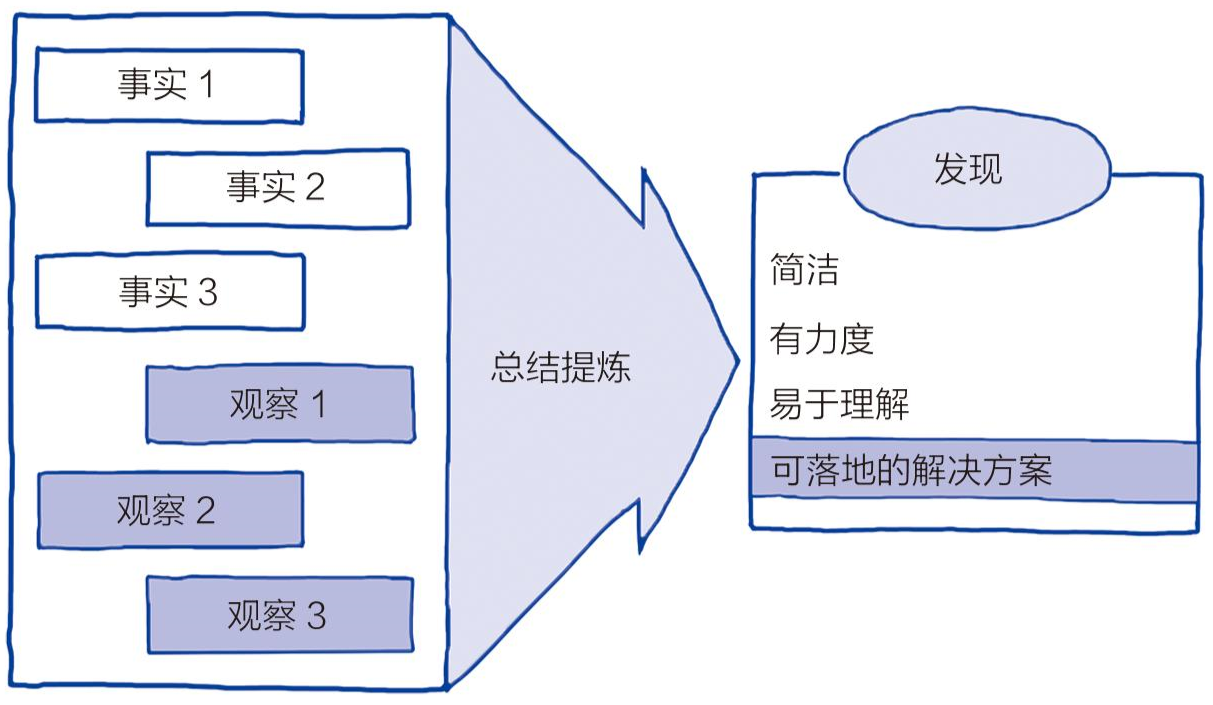 事实 1
事实 2
事实 3
观察 1
观察 2
观察 3
总结提炼
发现
简洁
有力度
易于理解
可落地的解决方案